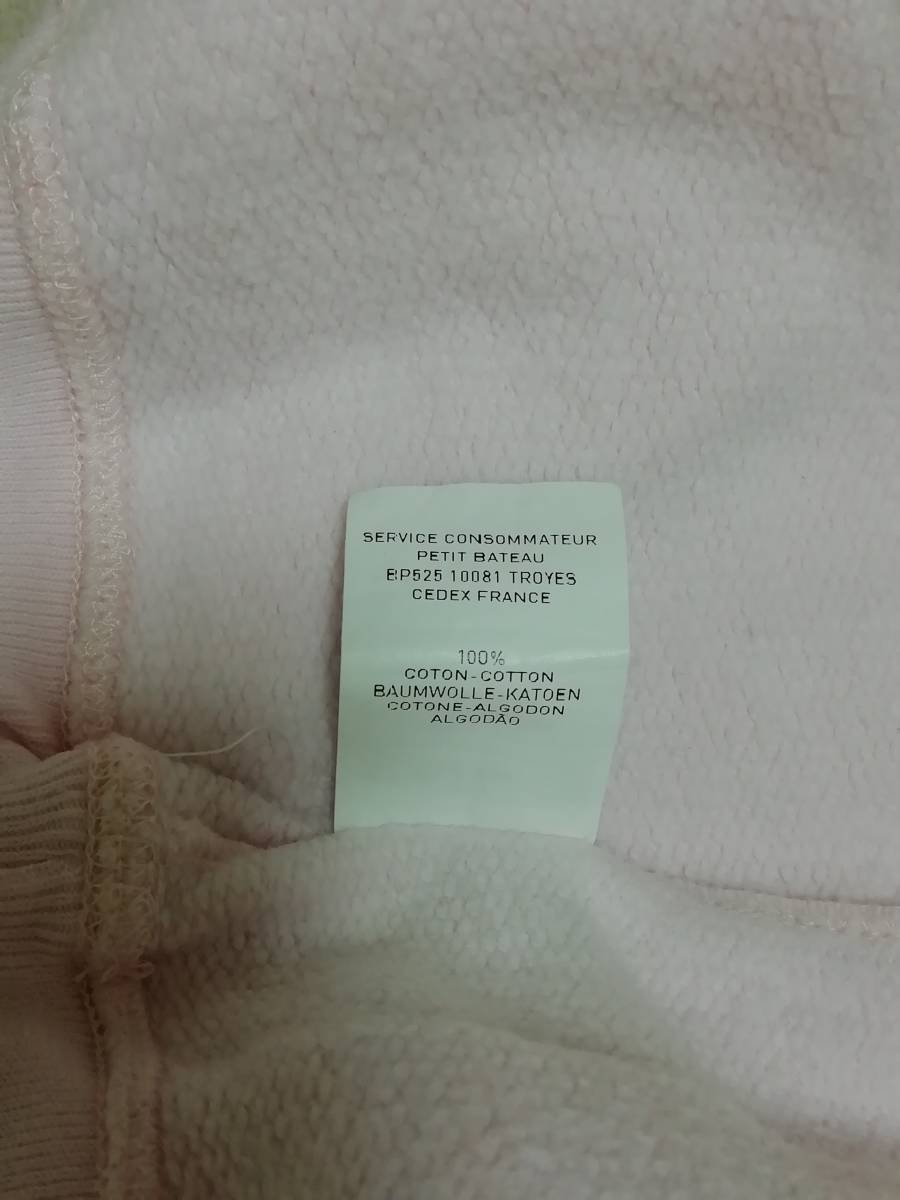 SERVICE CONSOMMATEUR
PETIT BATEAU
BP525 10081 TROYES
CEDEX FRANCE
100%
COTON-COTTON
BAUMWOLLE-KATOEN
COTONE-ALGODON
ALGODÃO